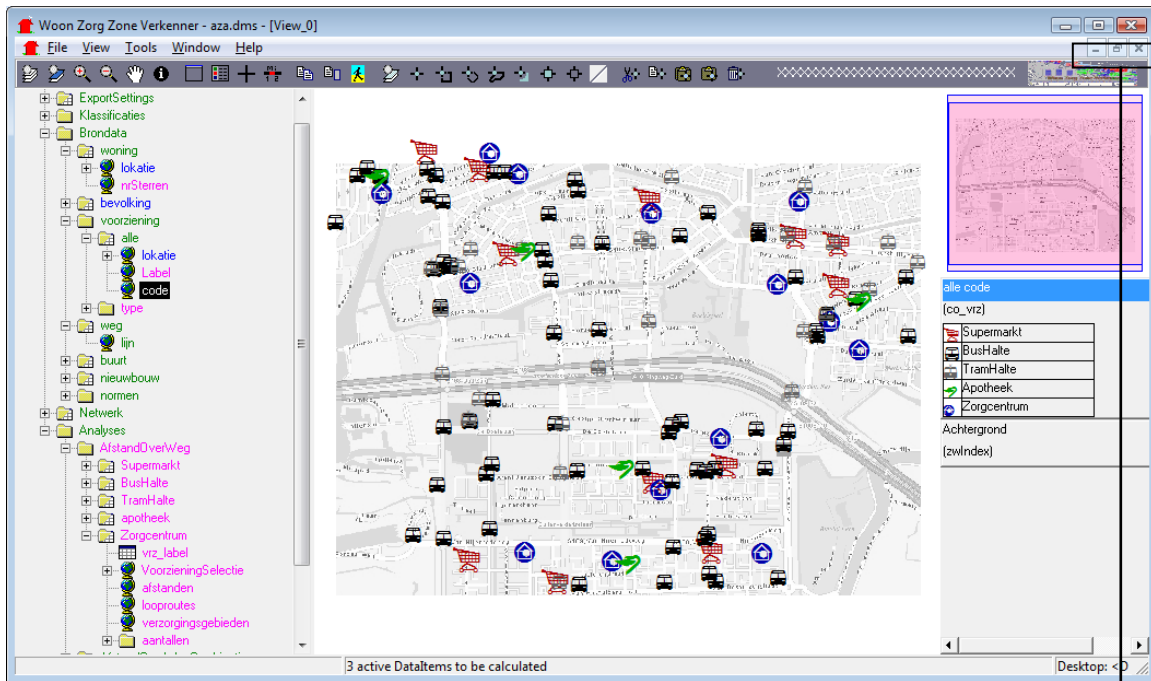 Woon Zorg Zone Verkenner - aza.dms - [View_0]
File View Tools Window Help
ExportSettings
Klassificaties
Brondata
woning
lokatie
nrSterren
bevolking
voorziening
alle
lokatie
Label
code
type
weg
lijn
buurt
nieuwbouw
normen
Netwerk
Analyses
AfstandOverWeg
Supermarkt
BusHalte
TramHalte
apotheek
Zorgcentrum
vrz_label
VoorzieningSelectie
afstanden
looproutes
verzorgingsgebieden
aantallen
alle code
(co_vrz)
Supermarkt
BusHalte
TramHalte
Apotheek
Zorgcentrum
Achtergrond
(zwIndex)
3 active DataItems to be calculated
Desktop: <D